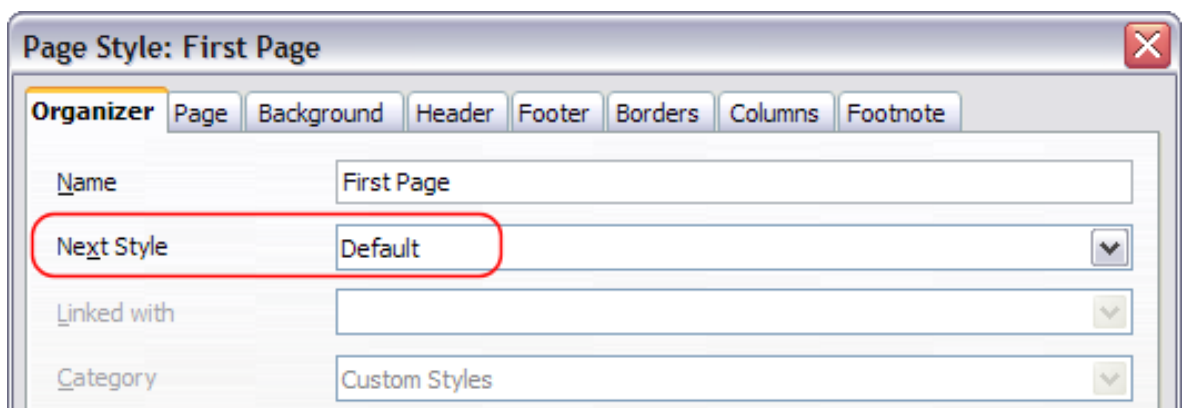 Page Style: First Page
Organizer Page Background Header Footer Borders Columns Footnote
Name First Page
Next Style Default
Linked with
Category Custom Styles